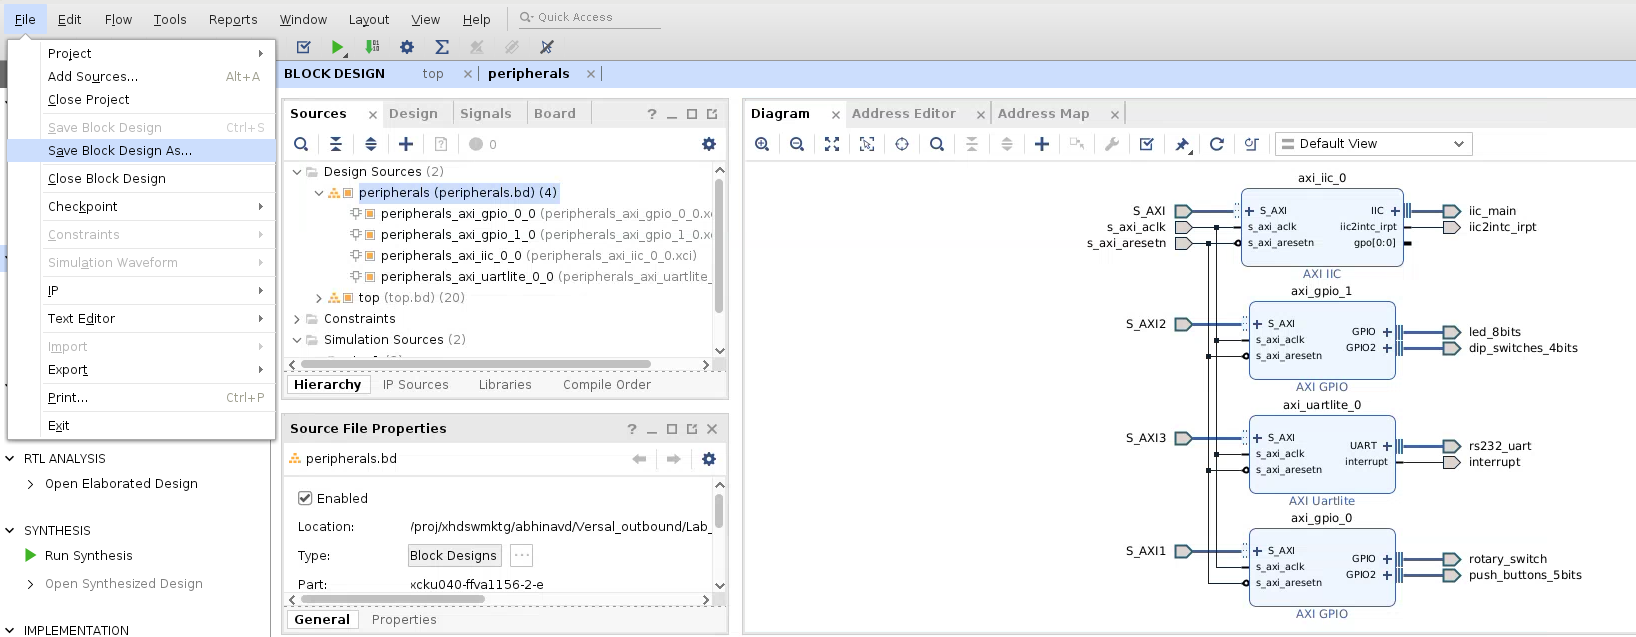 File Edit Flow Tools Reports Window Layout View Help Quick Access
Project
Add Sources... Alt+A
Close Project
Save Block Design Ctrl+S
Save Block Design As...
Close Block Design
Checkpoint
Constraints
Simulation Waveform
IP
Text Editor
Import
Export
Print... Ctrl+P
Exit
RTL ANALYSIS
Open Elaborated Design
SYNTHESIS
Run Synthesis
Open Synthesized Design
IMPLEMENTATION
BLOCK DESIGN top peripherals
Sources Design Signals Board
0
Design Sources (2)
peripherals (peripherals.bd) (4)
peripherals_axi_gpio_0_0 (peripherals_axi_gpio_0_0.xc
peripherals_axi_gpio_1_0 (peripherals_axi_gpio_1_0.xc
peripherals_axi_iic_0_0 (peripherals_axi_iic_0_0.xci)
peripherals_axi_uartlite_0_0 (peripherals_axi_uartlite_
top (top.bd) (20)
Constraints
Simulation Sources (2)
Hierarchy IP Sources Libraries Compile Order
Source File Properties
peripherals.bd
Enabled
Location: /proj/xhdswmktg/abhinavd/Versal_outbound/Lab_
Type: Block Designs ...
Part: xcku040-ffva1156-2-e
General Properties
Diagram Address Editor Address Map
Default View
axi_iic_0
S_AXI S_AXI IIC iic_main
s_axi_aclk s_axi_aclk iic2intc_irpt iic2intc_irpt
s_axi_aresetn s_axi_aresetn gpo[0:0]
AXI IIC
axi_gpio_1
S_AXI2 S_AXI GPIO led_8bits
s_axi_aclk GPIO2 dip_switches_4bits
s_axi_aresetn
AXI GPIO
axi_uartlite_0
S_AXI3 S_AXI UART rs232_uart
s_axi_aclk interrupt interrupt
s_axi_aresetn
AXI Uartlite
axi_gpio_0
S_AXI1 S_AXI GPIO rotary_switch
s_axi_aclk GPIO2 push_buttons_5bits
s_axi_aresetn
AXI GPIO